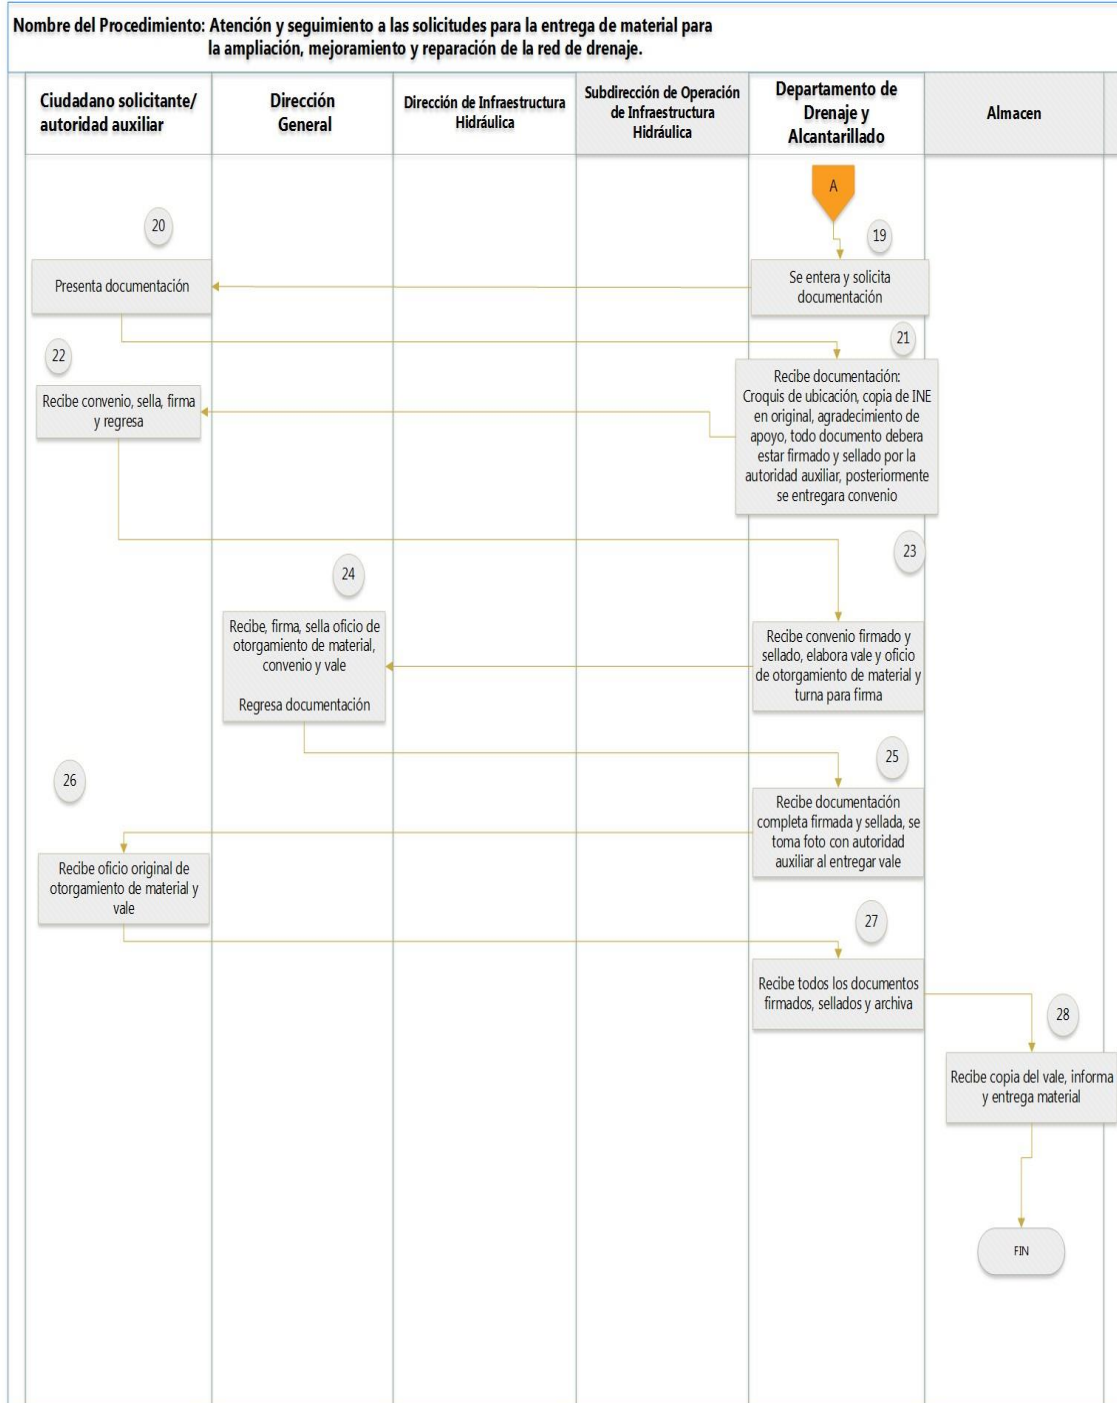 Nombre del Procedimiento: Atención y seguimiento a las solicitudes para la entrega de material para
la ampliación, mejoramiento y reparación de la red de drenaje.
Ciudadano solicitante/
autoridad auxiliar
Dirección
General
Dirección de Infraestructura
Hidráulica
Subdirección de Operación
de Infraestructura
Hidráulica
Departamento de
Drenaje y
Alcantarillado
Almacen
A
19
Se entera y solicita
documentación
20
Presenta documentación
21
Recibe documentación:
Croquis de ubicación, copia de INE
en original, agradecimiento de
apoyo, todo documento debera
estar firmado y sellado por la
autoridad auxiliar, posteriormente
se entregara convenio
22
Recibe convenio, sella, firma
y regresa
23
Recibe convenio firmado y
sellado, elabora vale y oficio
de otorgamiento de material y
turna para firma
24
Recibe, firma, sella oficio de
otorgamiento de material,
convenio y vale
Regresa documentación
25
Recibe documentación
completa firmada y sellada, se
toma foto con autoridad
auxiliar al entregar vale
26
Recibe oficio original de
otorgamiento de material y
vale
27
Recibe todos los documentos
firmados, sellados y archiva
28
Recibe copia del vale, informa
y entrega material
FIN